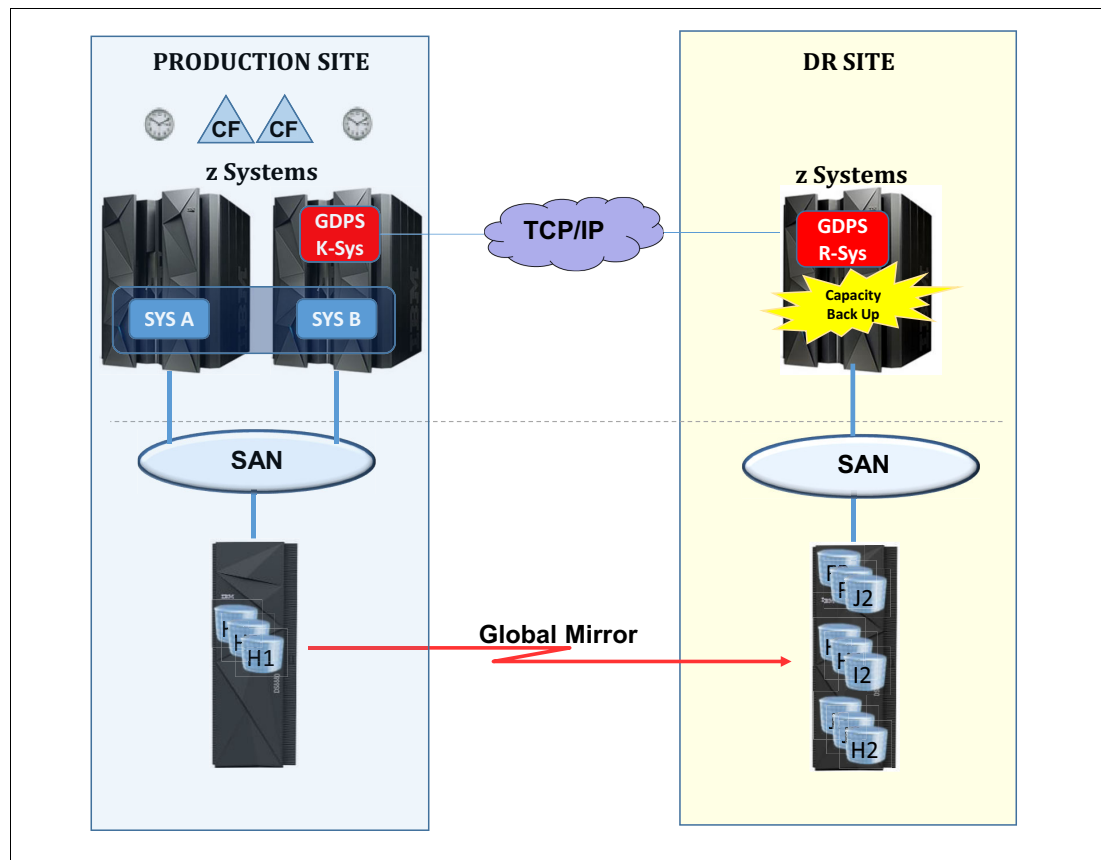 PRODUCTION SITE
CF
CF
z Systems
GDPS
K-Sys
SYS A
SYS B
SAN
H1
TCP/IP
Global Mirror
DR SITE
z Systems
GDPS
R-Sys
Capacity
Back Up
SAN
J2
I2
H2